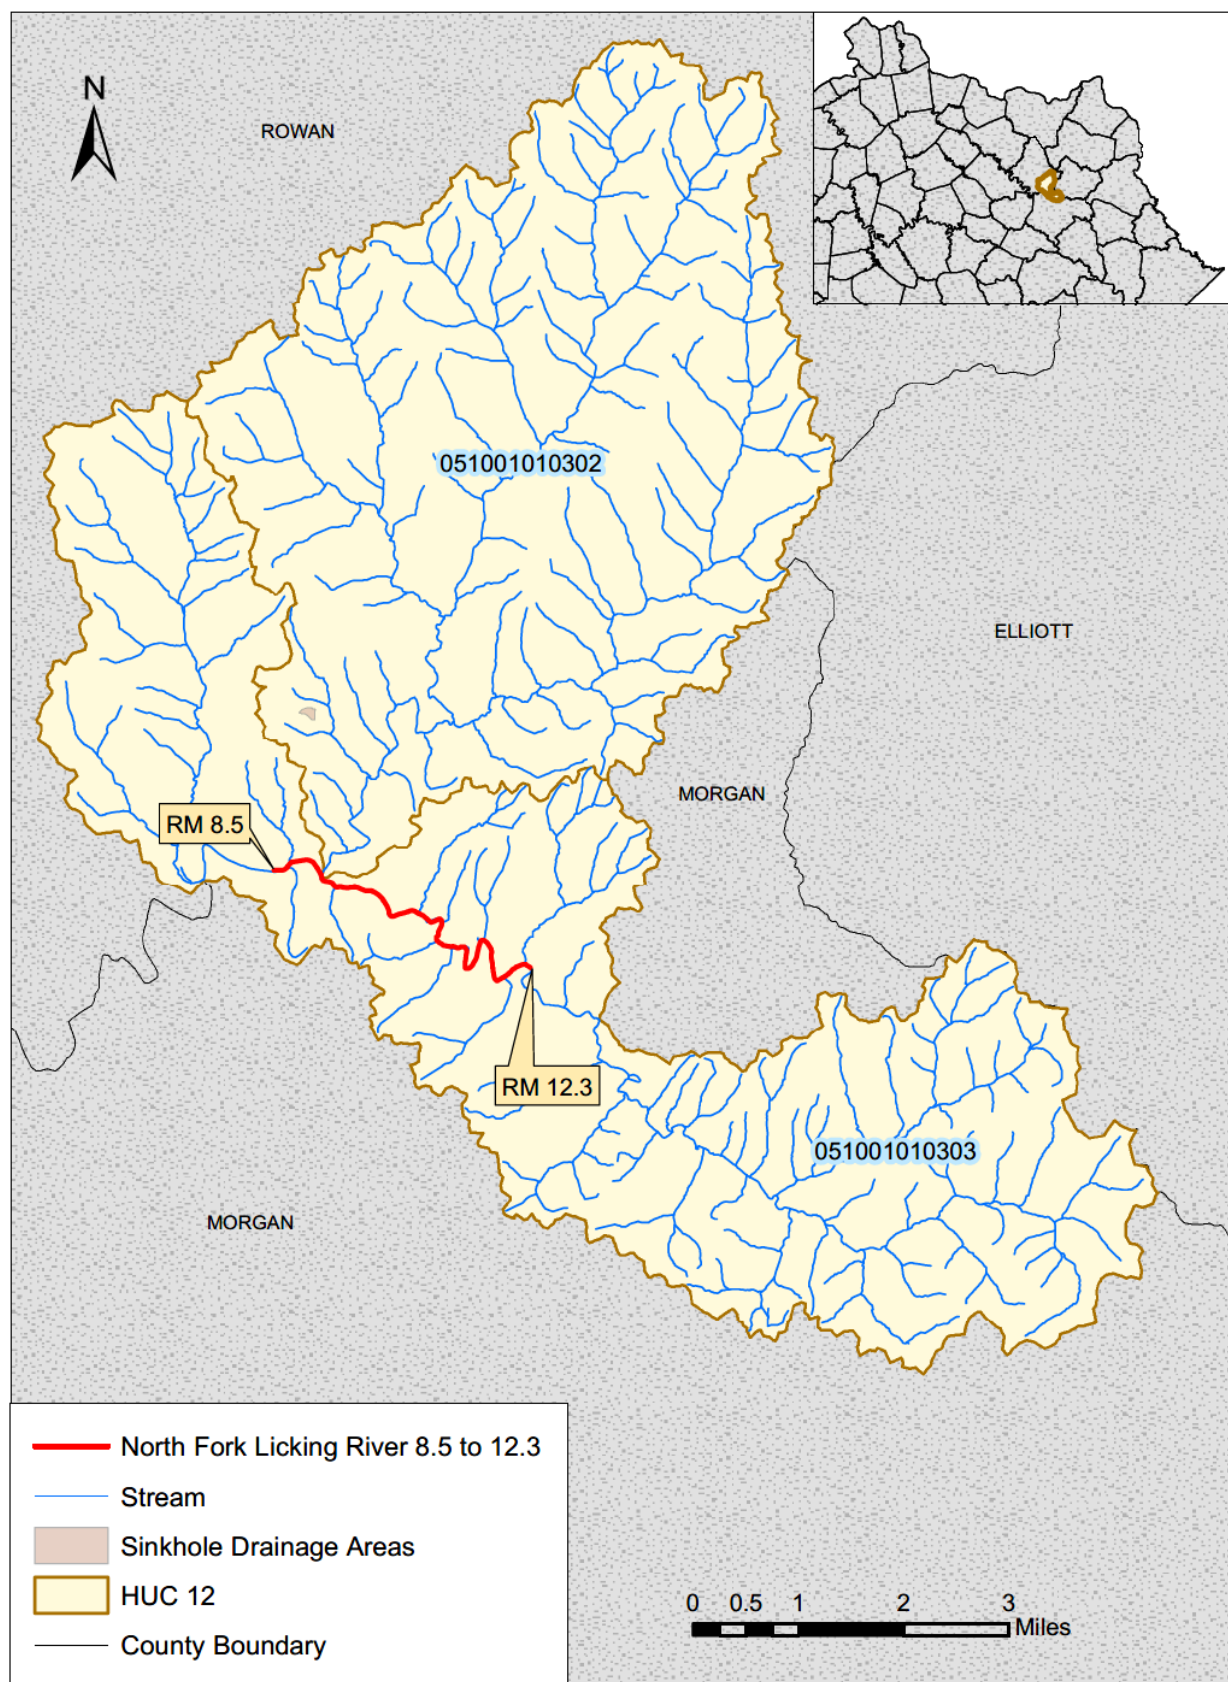 N
ROWAN
051001010302
ELLIOTT
MORGAN
RM 8.5
RM 12.3
051001010303
MORGAN
North Fork Licking River 8.5 to 12.3
Stream
Sinkhole Drainage Areas
HUC 12
County Boundary
0 0.5 1 2 3
Miles